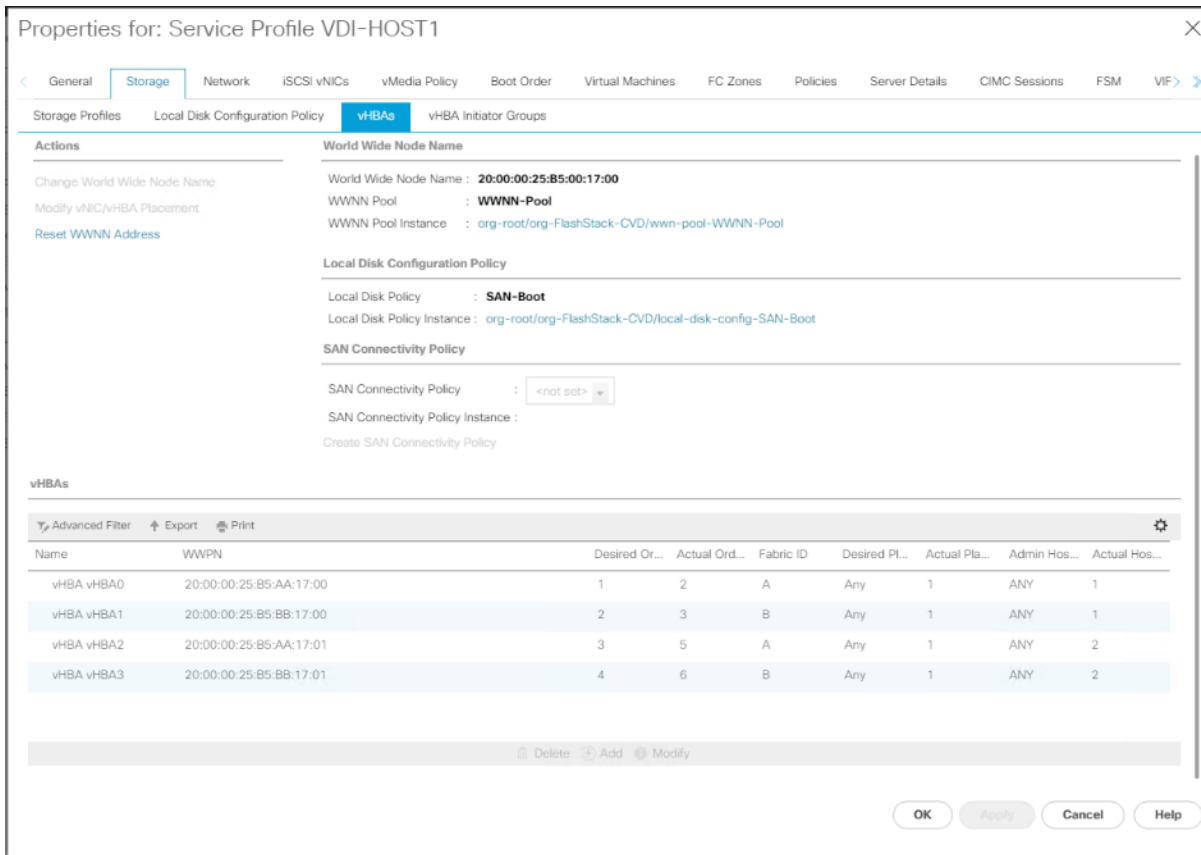 Properties for: Service Profile VDI-HOST1
General Storage Network iSCSI vNICs vMedia Policy Boot Order Virtual Machines FC Zones Policies Server Details CIMC Sessions FSM VIF
Storage Profiles Local Disk Configuration Policy vHBAs vHBA Initiator Groups
Actions
Change World Wide Node Name
Modify vNIC/vHBA Placement
Reset WWNN Address
World Wide Node Name
World Wide Node Name : 20:00:00:25:B5:00:17:00
WWNN Pool : WWNN-Pool
WWNN Pool Instance : org-root/org-FlashStack-CVD/wwn-pool-WWNN-Pool
Local Disk Configuration Policy
Local Disk Policy : SAN-Boot
Local Disk Policy Instance : org-root/org-FlashStack-CVD/local-disk-config-SAN-Boot
SAN Connectivity Policy
SAN Connectivity Policy : <not set>
SAN Connectivity Policy Instance :
Create SAN Connectivity Policy
vHBAs
Advanced Filter Export Print
Name WWPN Desired Or... Actual Ord... Fabric ID Desired Pl... Actual Pla... Admin Hos... Actual Hos...
vHBA vHBA0 20:00:00:25:B5:AA:17:00 1 2 A Any 1 ANY 1
vHBA vHBA1 20:00:00:25:B5:BB:17:00 2 3 B Any 1 ANY 1
vHBA vHBA2 20:00:00:25:B5:AA:17:01 3 5 A Any 1 ANY 2
vHBA vHBA3 20:00:00:25:B5:BB:17:01 4 6 B Any 1 ANY 2
Delete Add Modify
OK Apply Cancel Help